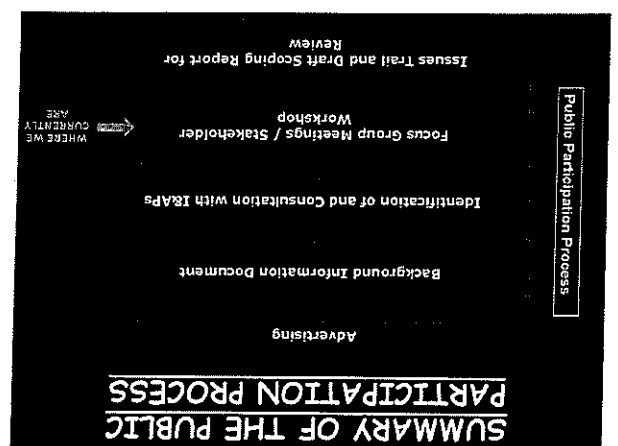 SUMMARY OF THE PUBLIC
PARTICIPATION PROCESS
Public Participation Process
Advertising
Background Information Document
Identification of and Consultation with I&APs
Focus Group Meetings / Stakeholder
Workshop
WHERE WE
CURRENTLY
ARE
Issues Trail and Draft Scoping Report for
Review